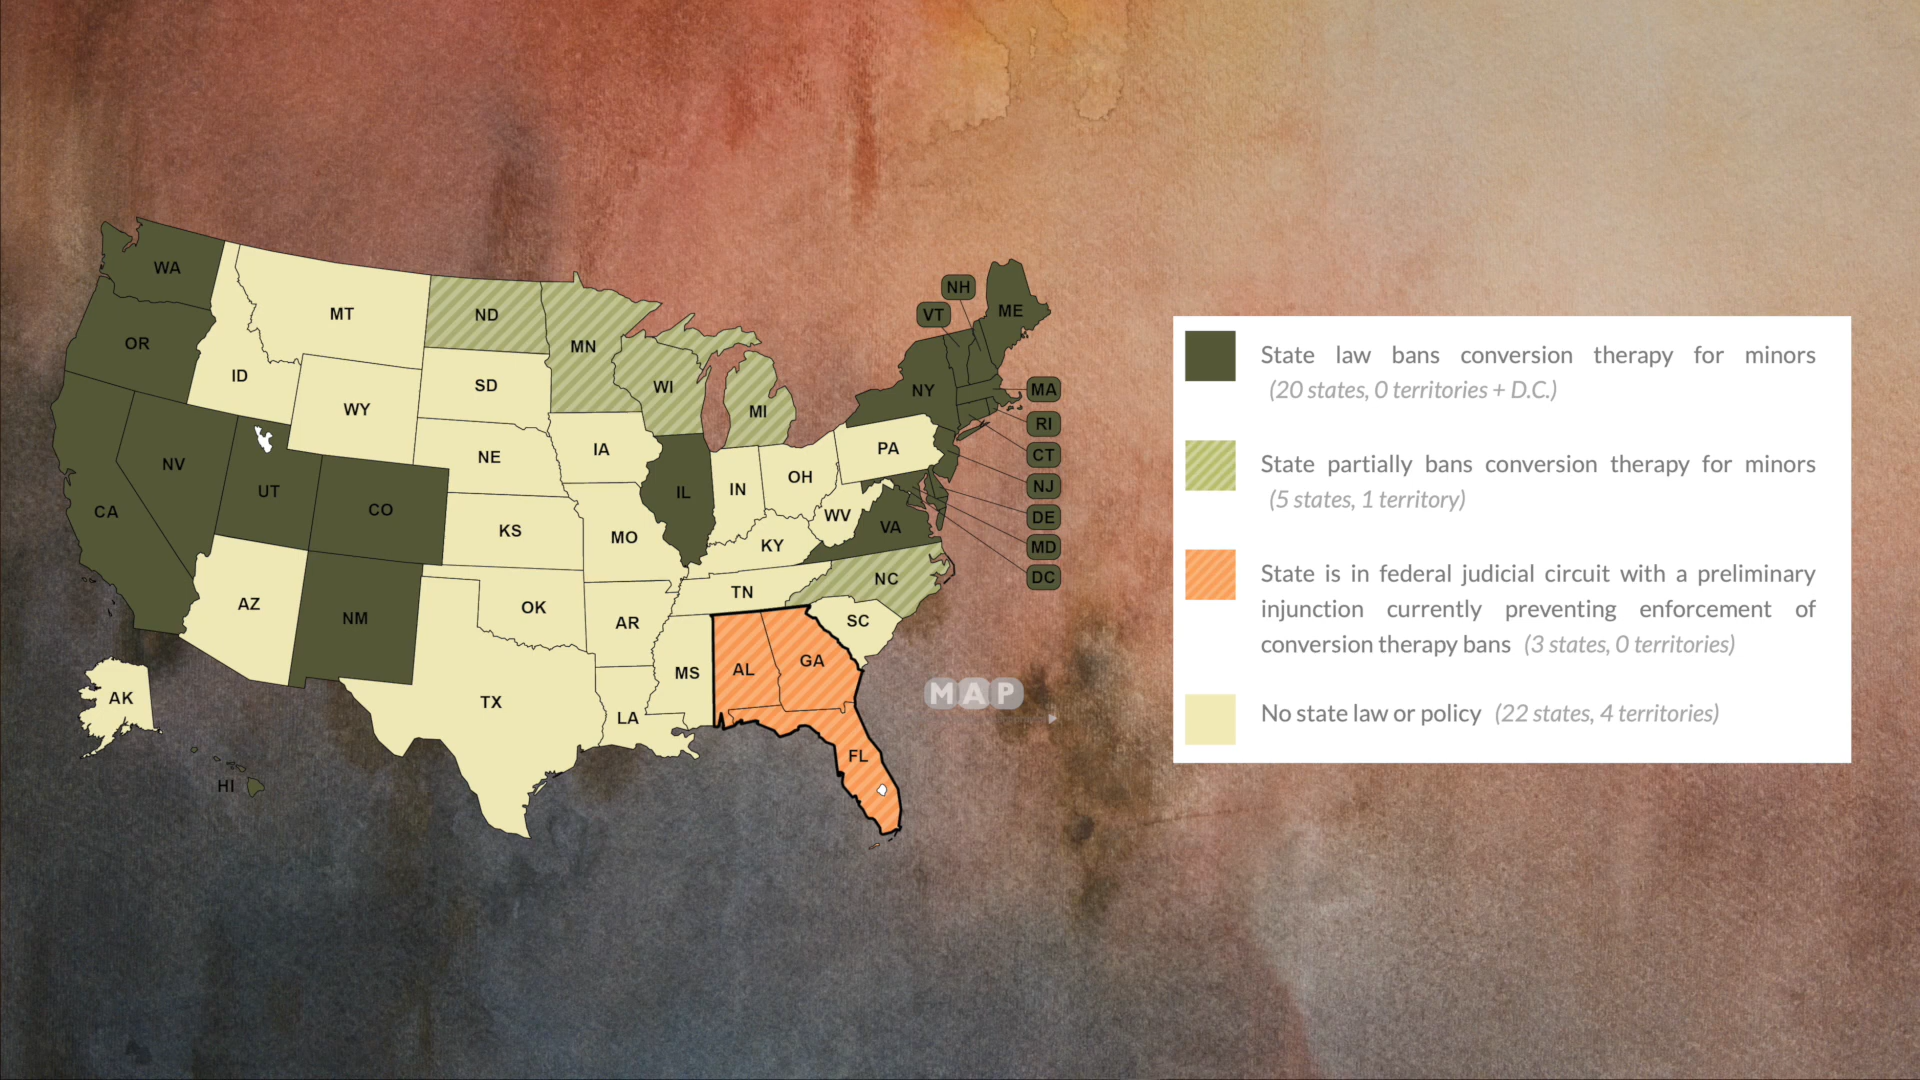 WA
OR
CA
NV
ID
MT
WY
UT
CO
AZ
NM
ND
SD
NE
KS
OK
TX
MN
IA
MO
AR
LA
WI
IL
MI
IN
OH
KY
TN
MS
AL
GA
FL
SC
NC
VA
WV
PA
NY
VT
NH
ME
MA
RI
CT
NJ
DE
MD
DC
AK
HI
MAP
State law bans conversion therapy for minors
(20 states, 0 territories + D.C.)
State partially bans conversion therapy for minors
(5 states, 1 territory)
State is in federal judicial circuit with a preliminary
injunction currently preventing enforcement of
conversion therapy bans (3 states, 0 territories)
No state law or policy (22 states, 4 territories)